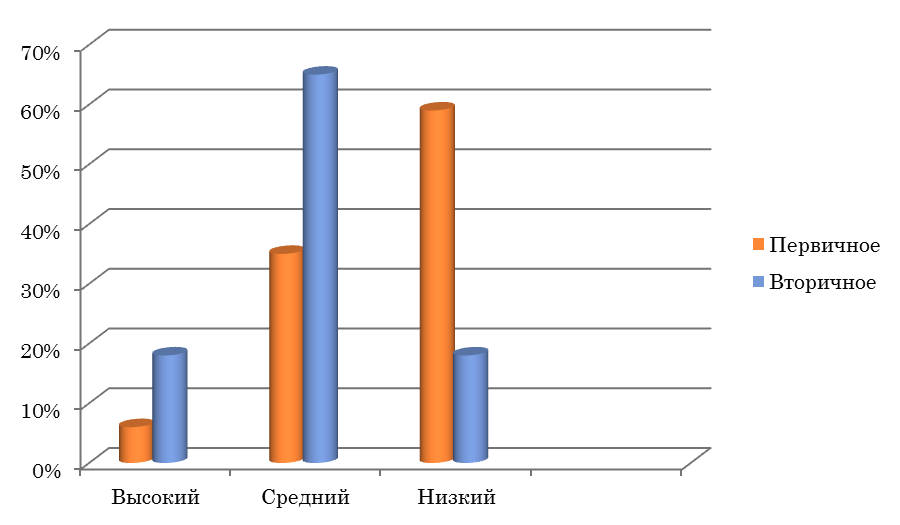 70%
60%
50%
40%
30%
20%
10%
0%
Высокий
Средний
Низкий
Первичное
Вторичное